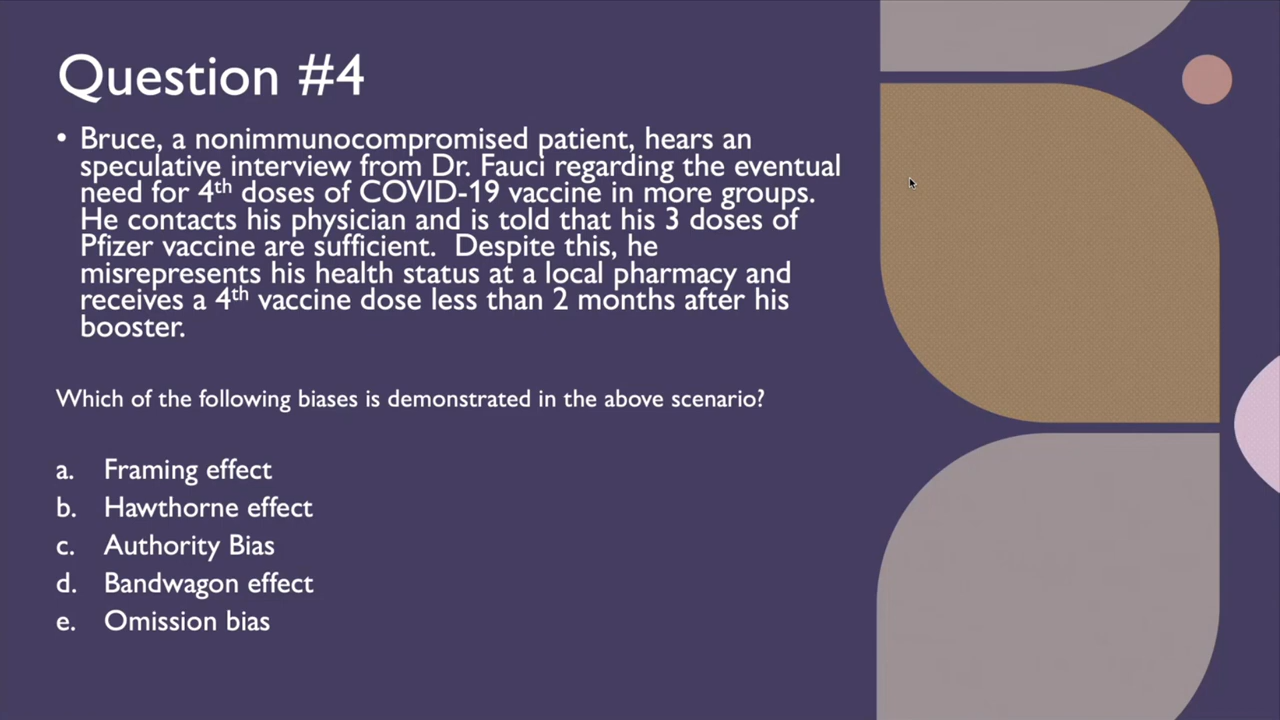 Question #4
• Bruce, a nonimmunocompromised patient, hears an
speculative interview from Dr. Fauci regarding the eventual
need for 4th doses of COVID-19 vaccine in more groups.
He contacts his physician and is told that his 3 doses of
Pfizer vaccine are sufficient.  Despite this, he
misrepresents his health status at a local pharmacy and
receives a 4th vaccine dose less than 2 months after his
booster.
Which of the following biases is demonstrated in the above scenario?
a. Framing effect
b. Hawthorne effect
c. Authority Bias
d. Bandwagon effect
e. Omission bias